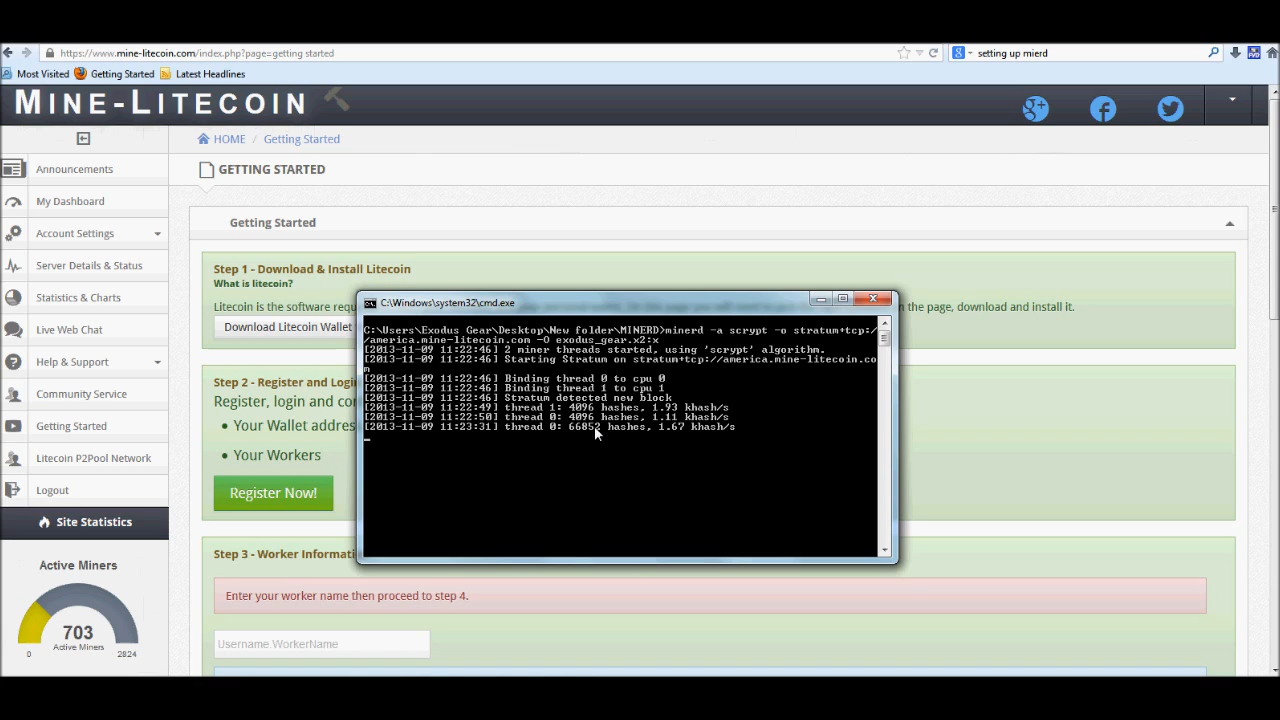 https://www.mine-litecoin.com/index.php?page=getting started
setting up mierd
Most Visited
Getting Started
Latest Headlines
MINE-LITECOIN
HOME / Getting Started
GETTING STARTED
Announcements
My Dashboard
Account Settings
Server Details & Status
Statistics & Charts
Live Web Chat
Help & Support
Community Service
Getting Started
Litecoin P2Pool Network
Logout
Site Statistics
Active Miners
703
Active Miners
0
2824
Getting Started
Step 1 - Download & Install Litecoin
What is litecoin?
Litecoin is the software requ
n the page, download and install it.
Download Litecoin Wallet
Step 2 - Register and Login
Register, login and con
• Your Wallet address
• Your Workers
Register Now!
Step 3 - Worker Informati
Enter your worker name then proceed to step 4.
Username.WorkerName
C:\Windows\system32\cmd.exe
C:\Users\Exodus Gear\Desktop\New folder\MINERD>minerd -a scrypt -o stratum+tcp:/
/america.mine-litecoin.com -O exodus_gear.x2:x
[2013-11-09 11:22:46] 2 miner threads started, using 'scrypt' algorithm.
[2013-11-09 11:22:46] Starting Stratum on stratum+tcp://america.mine-litecoin.co
m
[2013-11-09 11:22:46] Binding thread 0 to cpu 0
[2013-11-09 11:22:46] Binding thread 1 to cpu 1
[2013-11-09 11:22:46] Stratum detected new block
[2013-11-09 11:22:49] thread 1: 4096 hashes, 1.93 khash/s
[2013-11-09 11:22:50] thread 0: 4096 hashes, 1.11 khash/s
[2013-11-09 11:23:31] thread 0: 66852 hashes, 1.67 khash/s